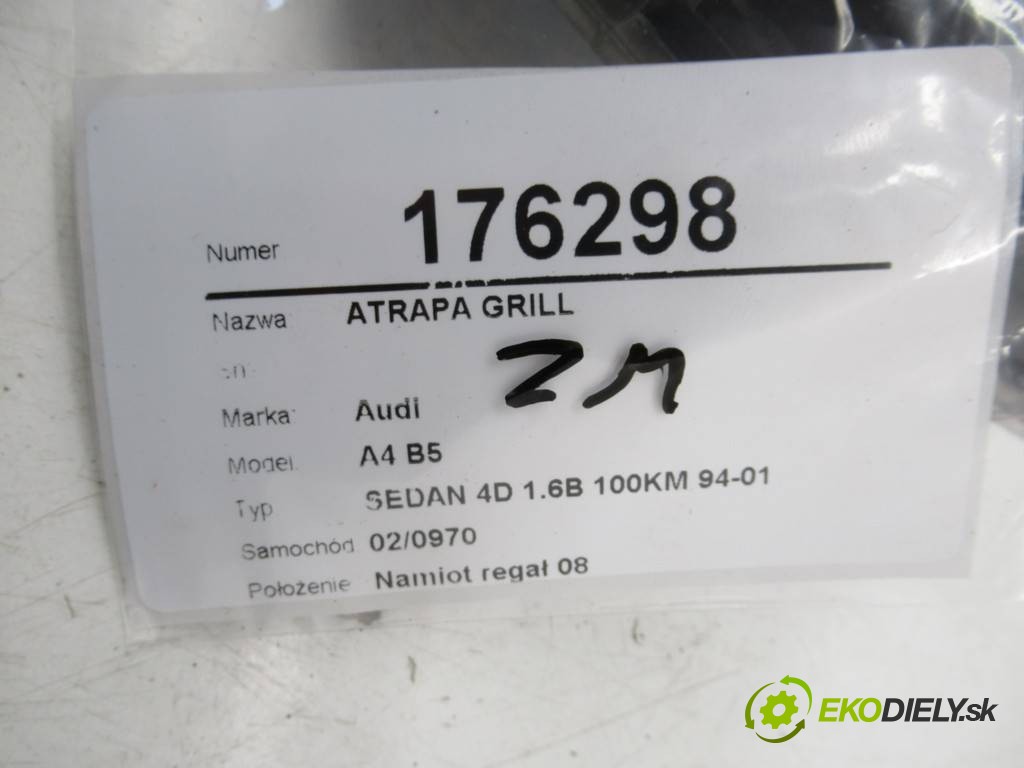 Numer 176298
Nazwa ATRAPA GRILL
ZM
Marka: Audi
Model. A4 B5
Typ SEDAN 4D 1.6B 100KM 94-01
Samochód 02/0970
Położenie Namiot regał 08
EKODIELY.sk